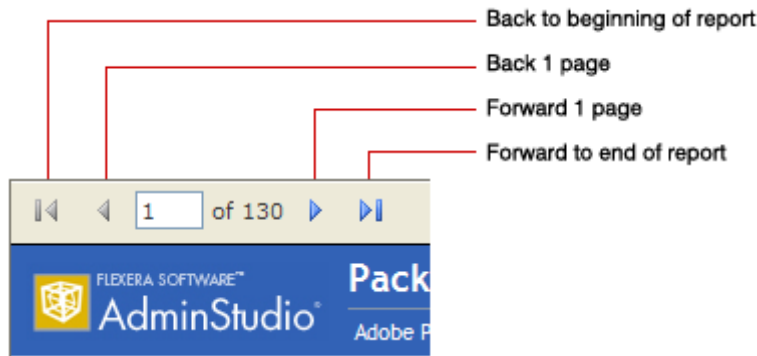 Back to beginning of report
Back 1 page
Forward 1 page
Forward to end of report
1 of 130
FLEXERA SOFTWARE™
AdminStudio®
Pack
Adobe P